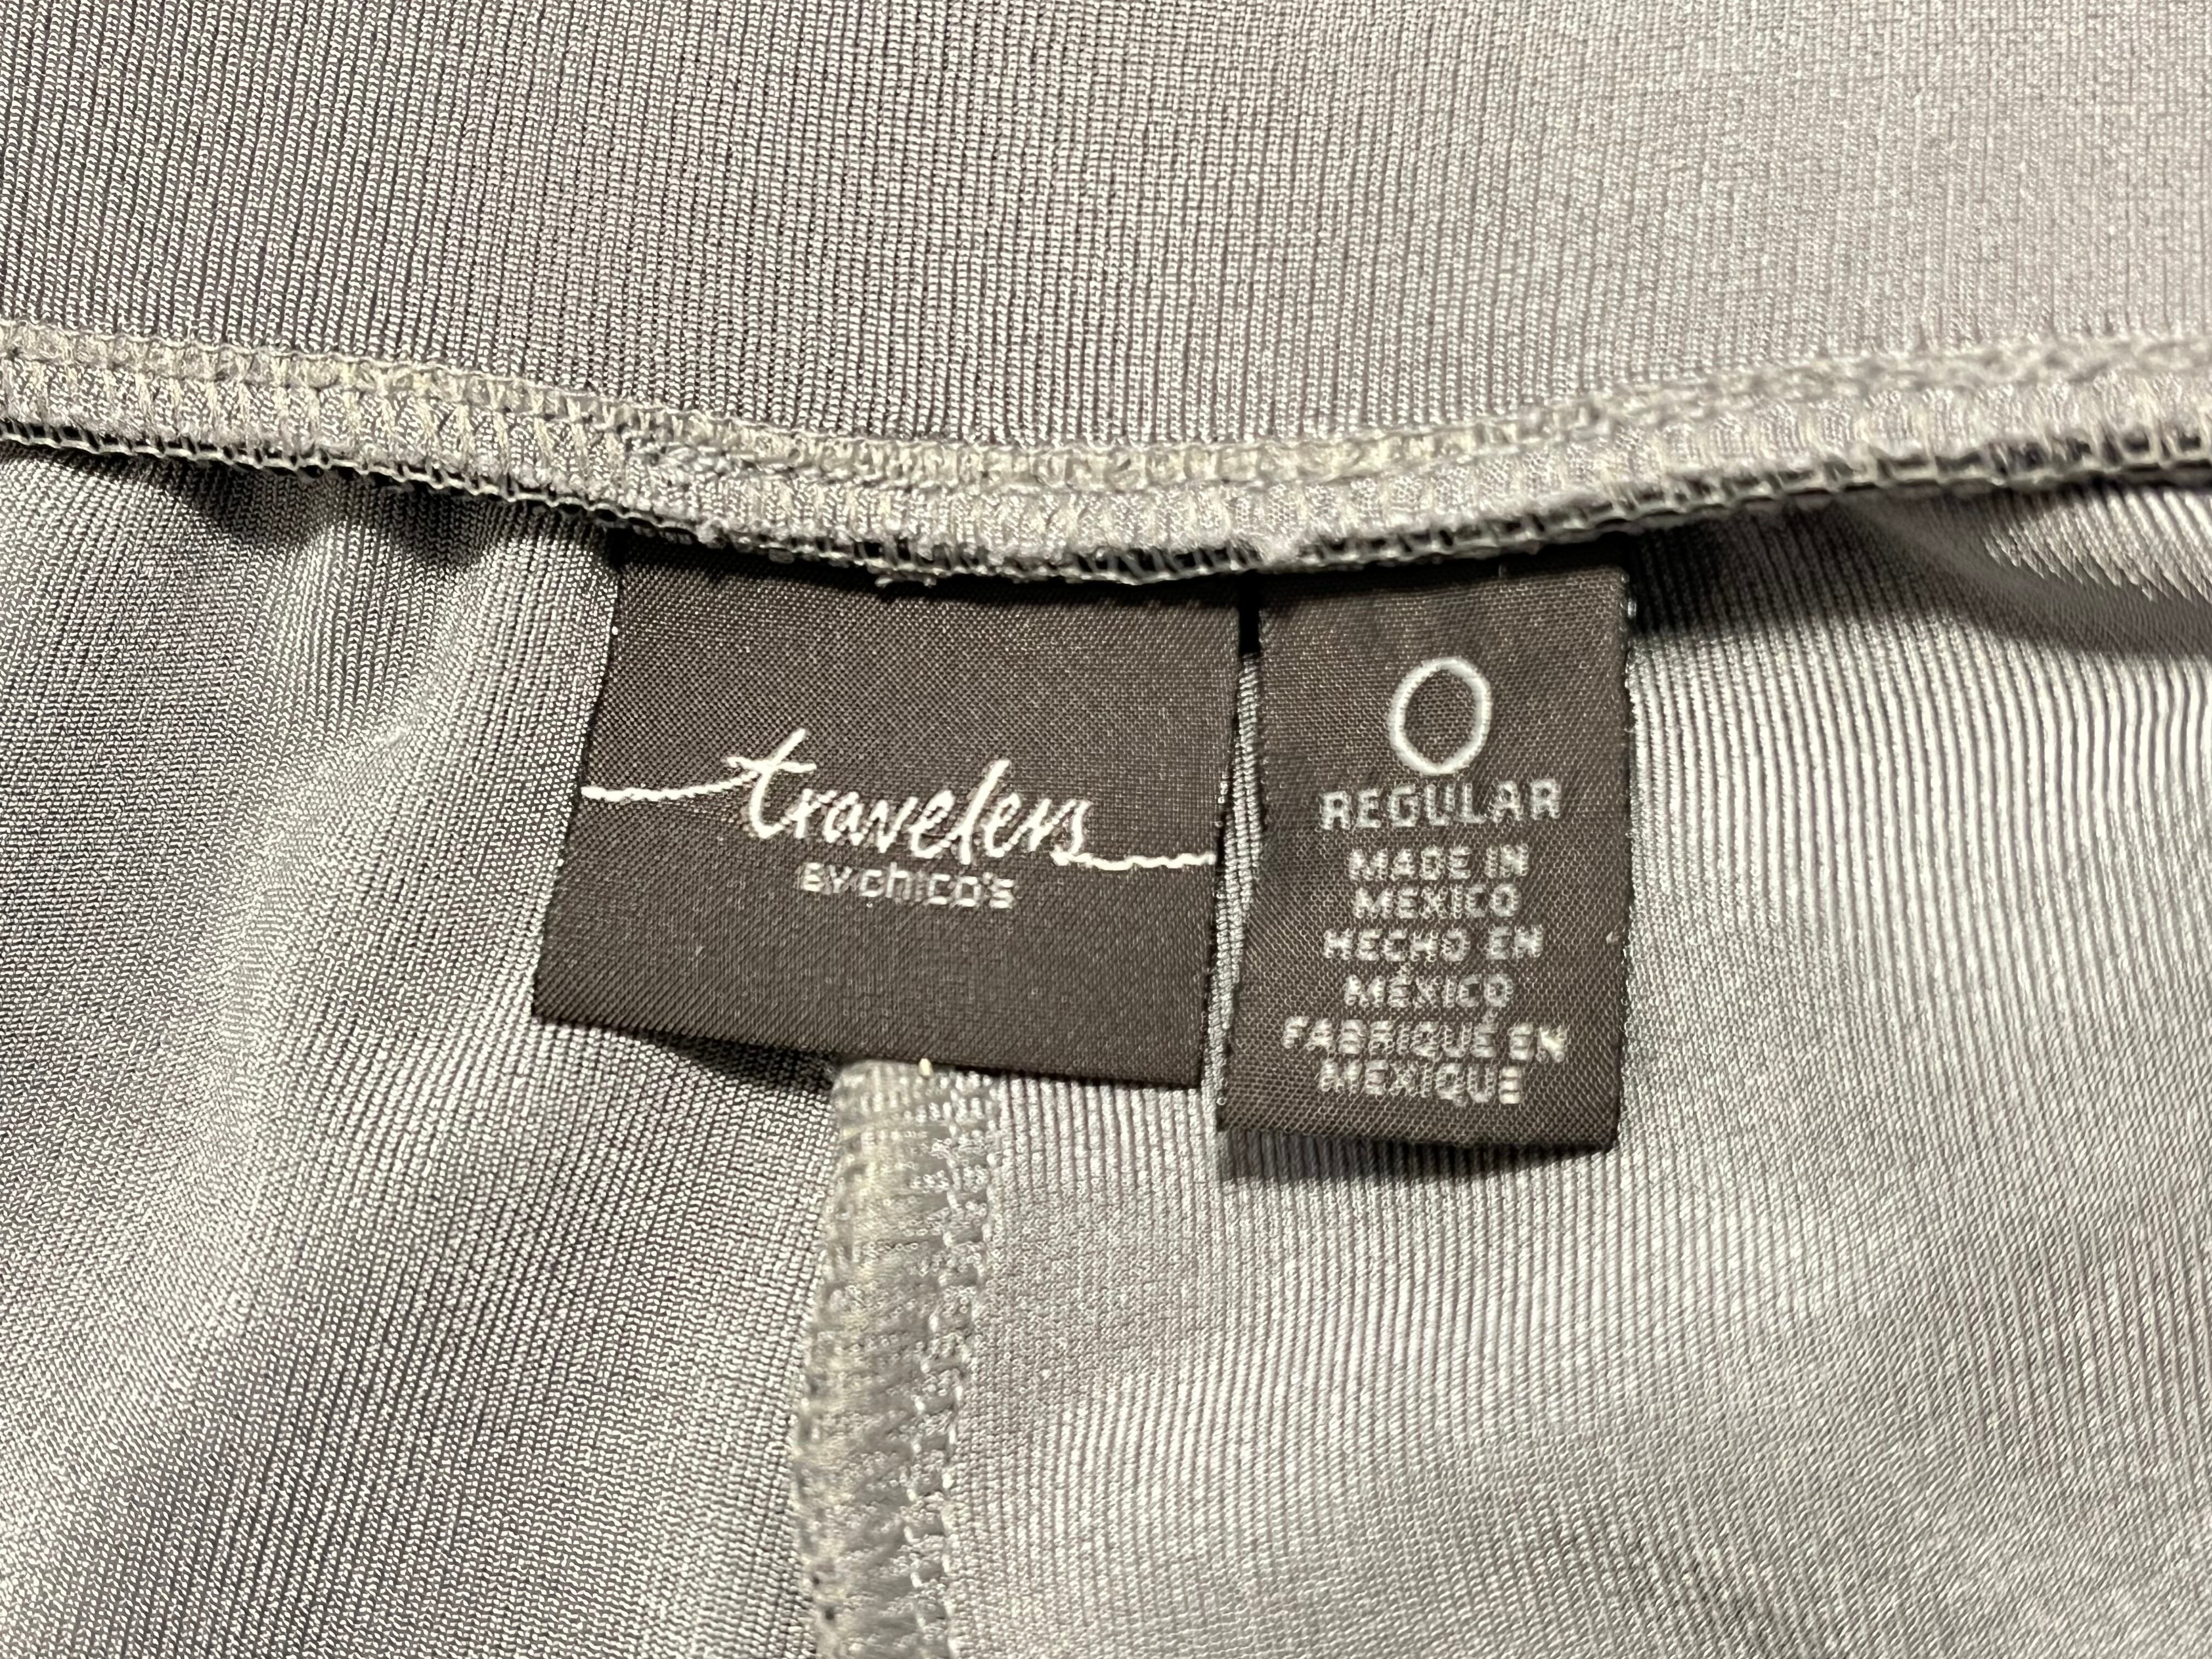 travelers
BY chico's
0
REGULAR
MADE IN
MEXICO
HECHO EN
MÉXICO
FABRIQUÉ EN
MEXIQUE